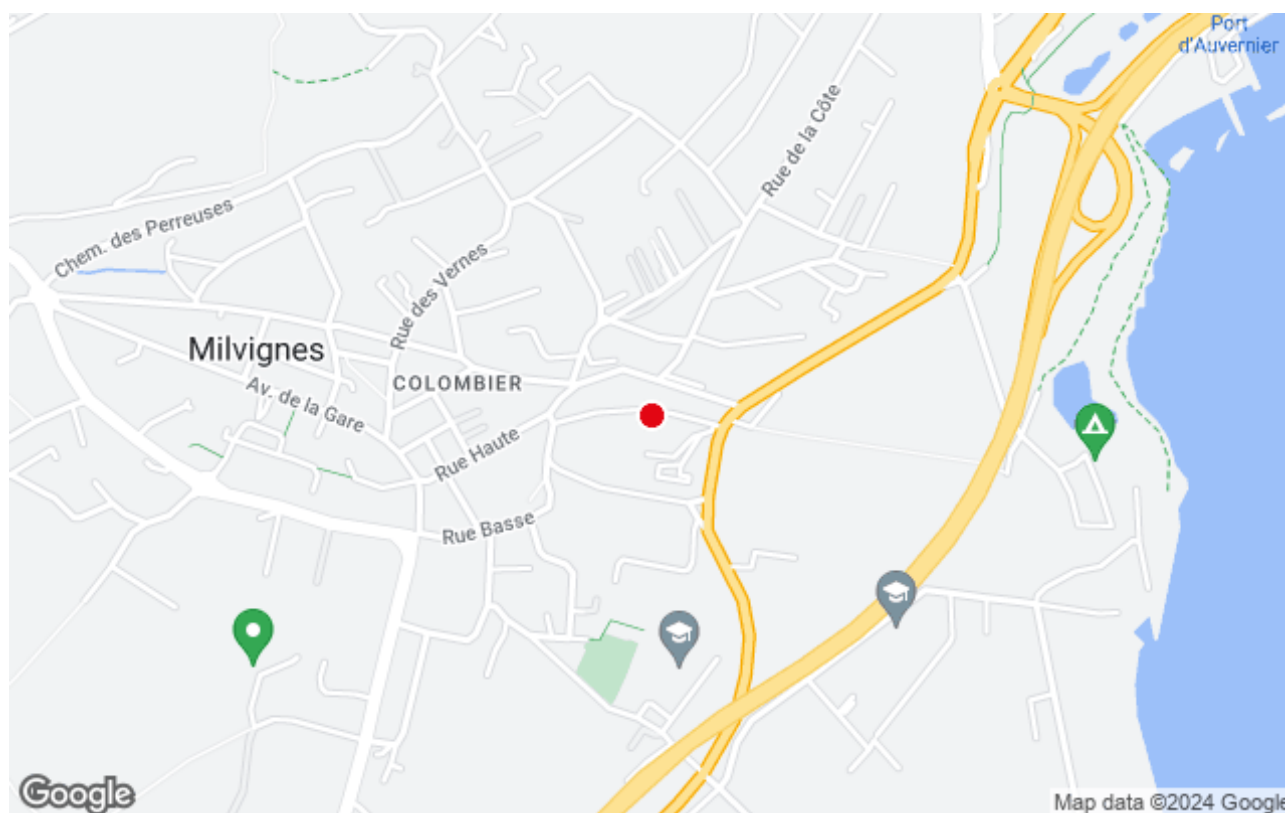 Port
d'Auvernier
Rue de la Côte
Chem. des Perreuses
Rue des Vernes
Milvignes
COLOMBIER
Av. de la Gare
Rue Haute
Rue Basse
Google
Map data ©2024 Google